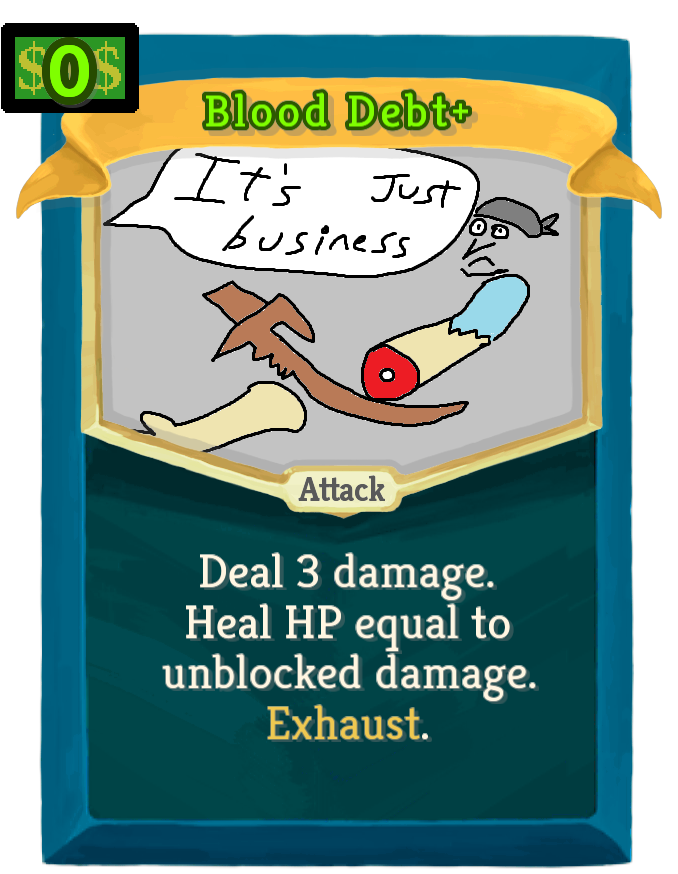 $0$
Blood Debt+
It's Just
business
Attack
Deal 3 damage.
Heal HP equal to
unblocked damage.
Exhaust.